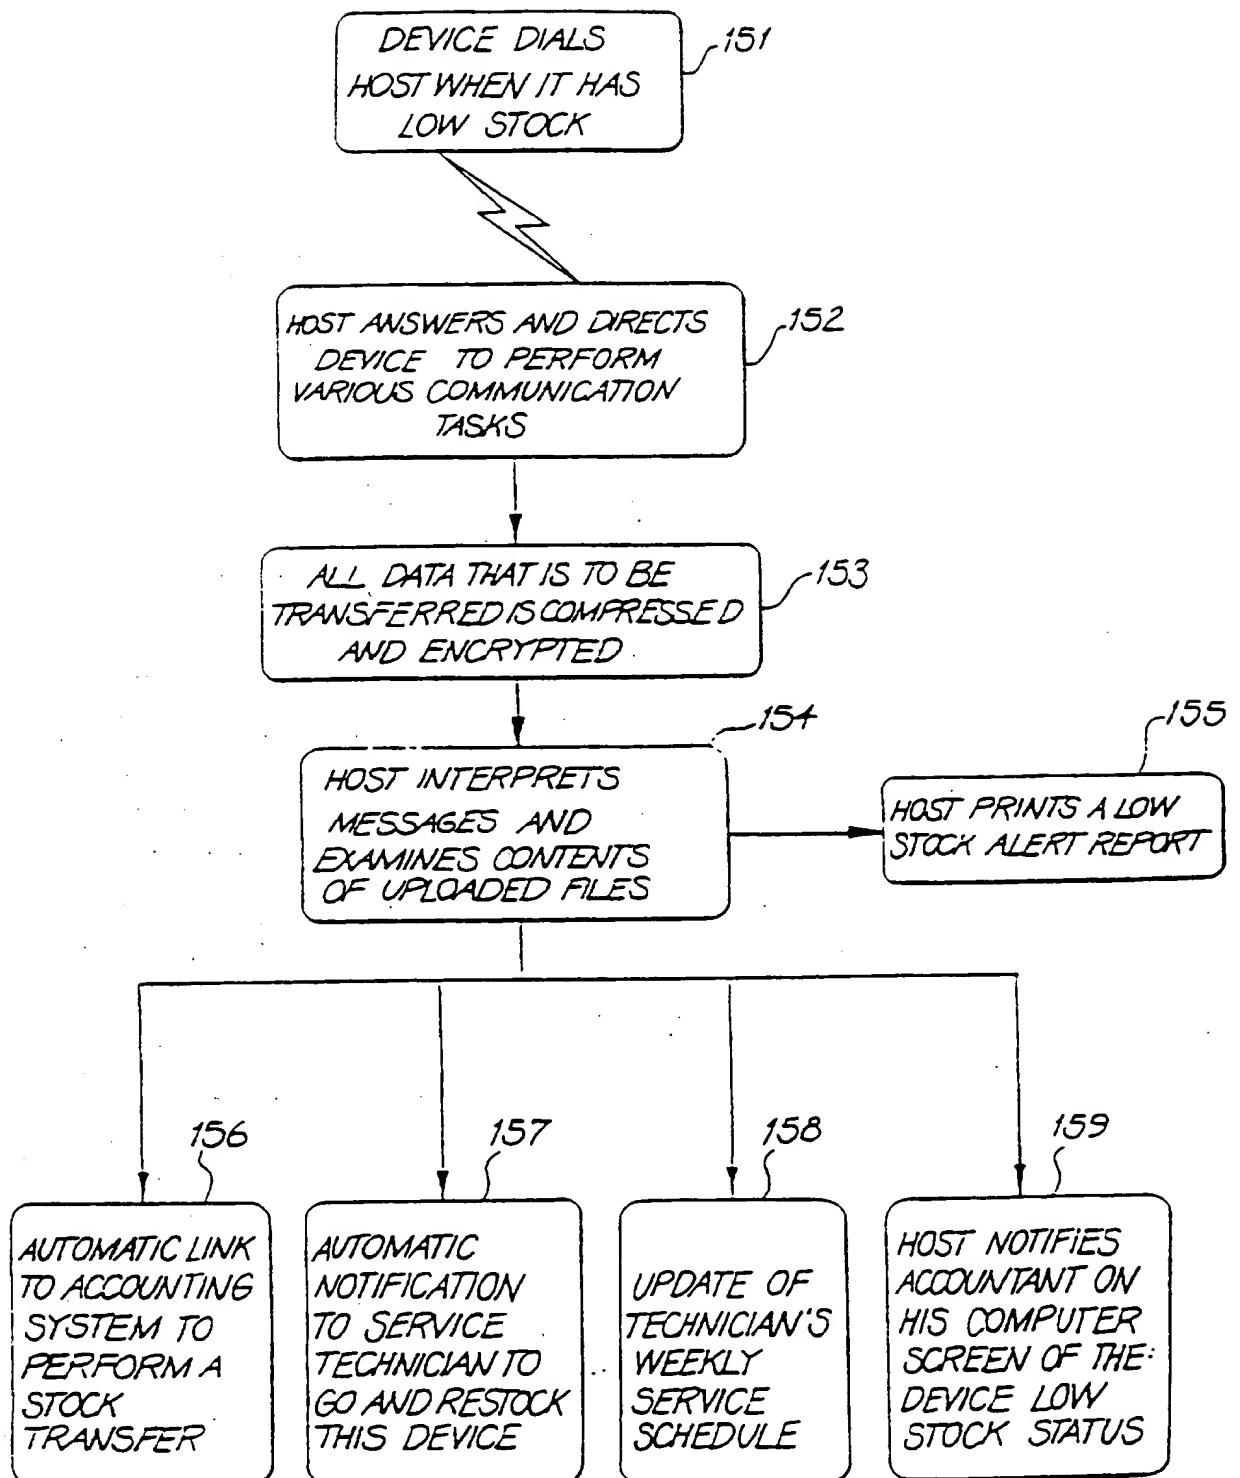 DEVICE DIALS
HOST WHEN IT HAS
LOW STOCK
151
HOST ANSWERS AND DIRECTS
DEVICE TO PERFORM
VARIOUS COMMUNICATION
TASKS
152
ALL DATA THAT IS TO BE
TRANSFERRED IS COMPRESSED
AND ENCRYPTED
153
HOST INTERPRETS
MESSAGES AND
EXAMINES CONTENTS
OF UPLOADED FILES
154
HOST PRINTS A LOW
STOCK ALERT REPORT
155
AUTOMATIC LINK
TO ACCOUNTING
SYSTEM TO
PERFORM A
STOCK
TRANSFER
156
AUTOMATIC
NOTIFICATION
TO SERVICE
TECHNICIAN TO
GO AND RESTOCK
THIS DEVICE
157
UPDATE OF
TECHNICIAN'S
WEEKLY
SERVICE
SCHEDULE
158
HOST NOTIFIES
ACCOUNTANT ON
HIS COMPUTER
SCREEN OF THE:
DEVICE LOW
STOCK STATUS
159